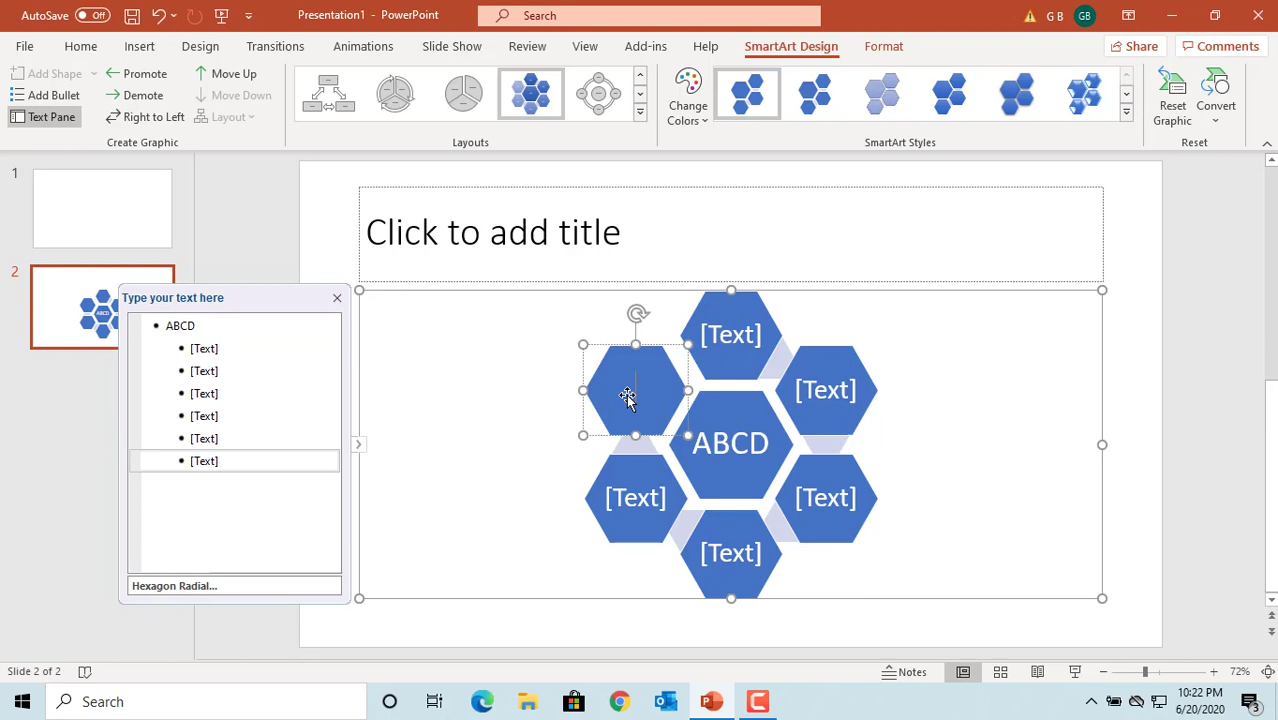 AutoSave Off Presentation1 - PowerPoint Search G B GB
File Home Insert Design Transitions Animations Slide Show Review View Add-ins Help SmartArt Design Format Share Comments
Add Shape Promote Move Up
Add Bullet Demote Move Down
Text Pane Right to Left Layout
Change Colors
Reset Graphic
Convert
Create Graphic Layouts SmartArt Styles Reset
1
2
ABCD
Click to add title
Type your text here
ABCD
[Text]
[Text]
[Text]
[Text]
[Text]
[Text]
Hexagon Radial...
[Text]
[Text]
ABCD
[Text]
[Text]
[Text]
Slide 2 of 2 Notes 72%
Search
10:22 PM
6/20/2020
3